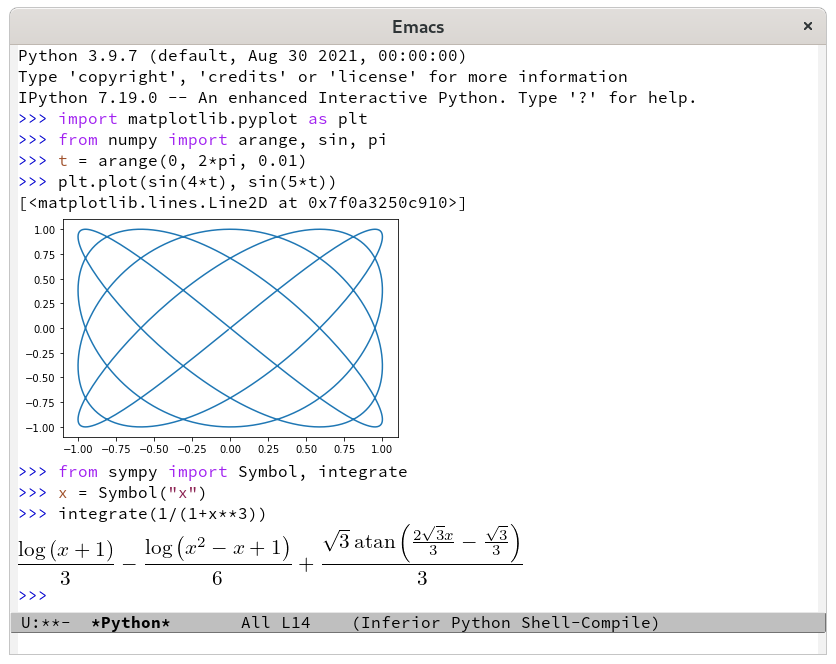 Emacs ×
Python 3.9.7 (default, Aug 30 2021, 00:00:00)
Type 'copyright', 'credits' or 'license' for more information
IPython 7.19.0 -- An enhanced Interactive Python. Type '?' for help.
>>> import matplotlib.pyplot as plt
>>> from numpy import arange, sin, pi
>>> t = arange(0, 2*pi, 0.01)
>>> plt.plot(sin(4*t), sin(5*t))
[<matplotlib.lines.Line2D at 0x7f0a3250c910>]
1.00
0.75
0.50
0.25
0.00
−0.25
−0.50
−0.75
−1.00
−1.00 −0.75 −0.50 −0.25 0.00 0.25 0.50 0.75 1.00
>>> from sympy import Symbol, integrate
>>> x = Symbol("x")
>>> integrate(1/(1+x**3))
log(x + 1)/3 − log(x² − x + 1)/6 + √3 atan(2√3x/3 − √3/3)/3
>>>
U:**- *Python* All L14 (Inferior Python Shell-Compile)